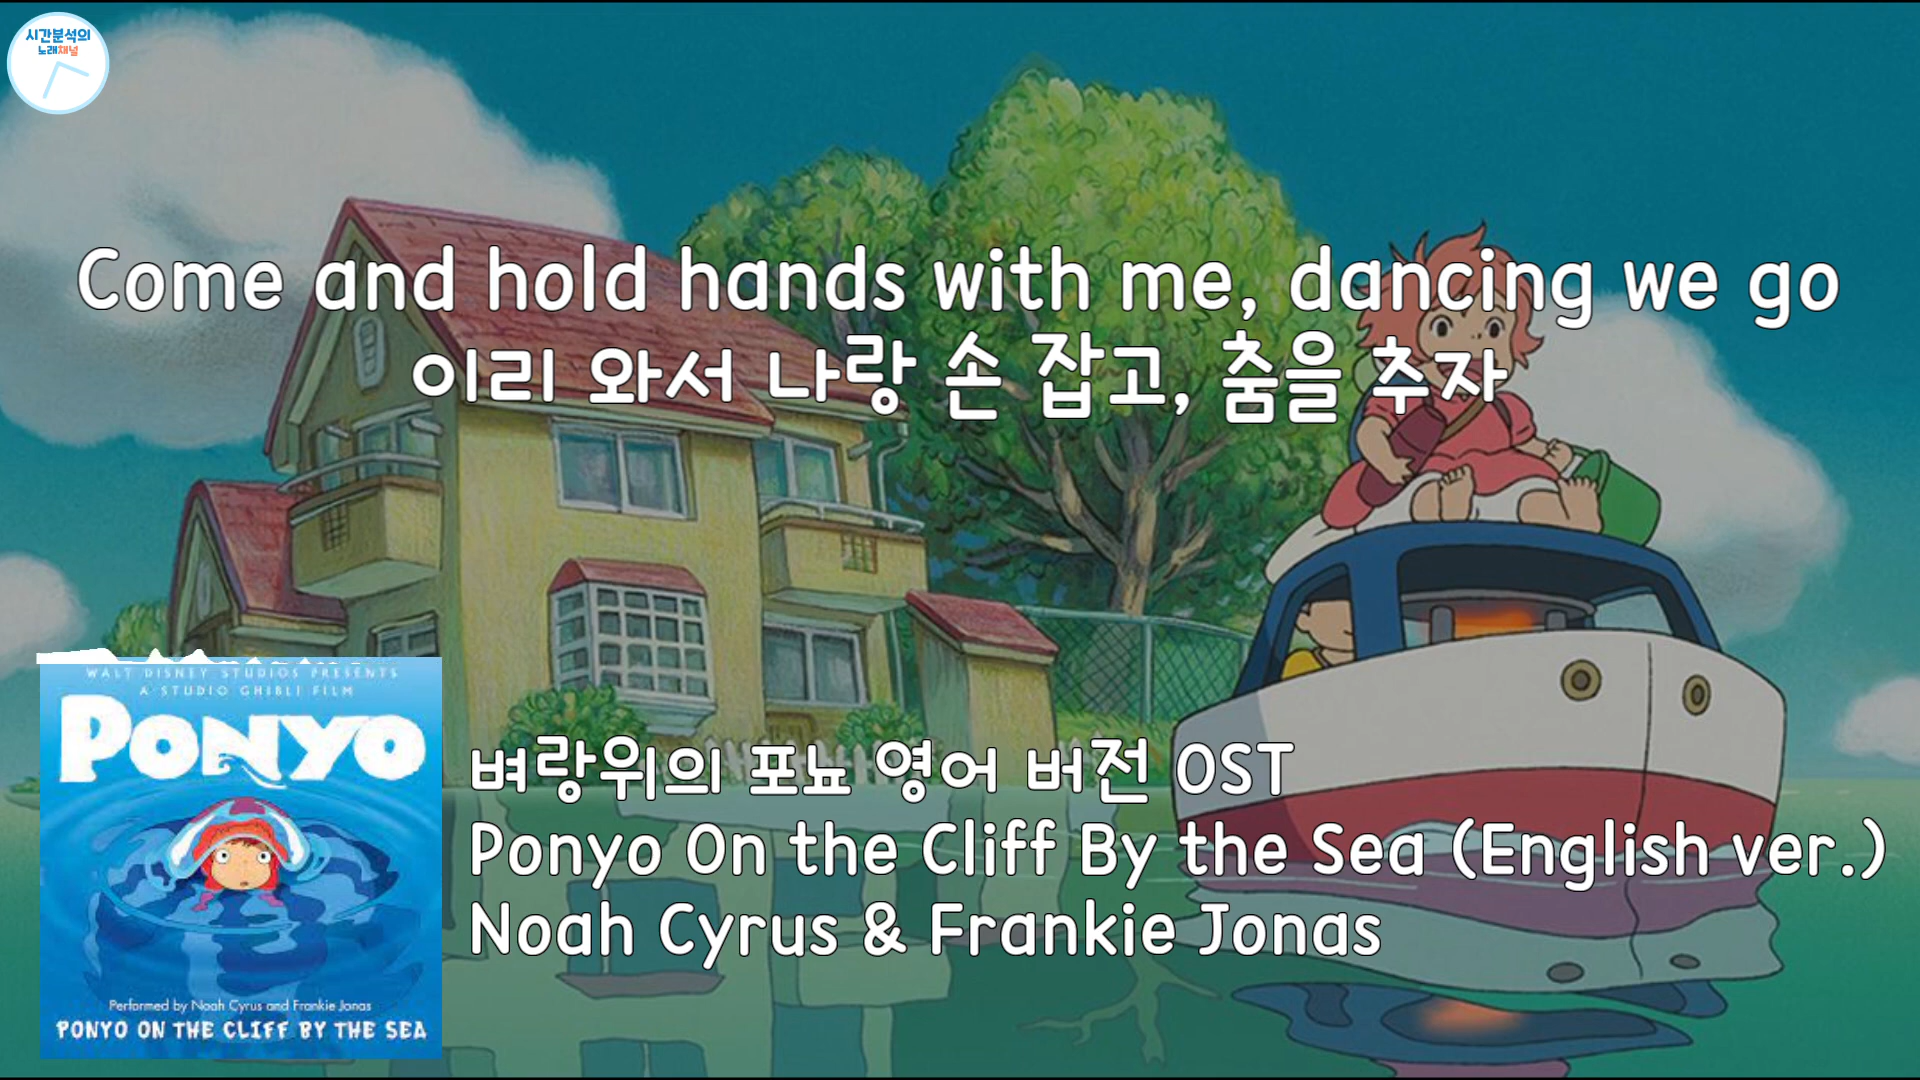 시간분석의
노래채널
Come and hold hands with me, dancing we go
이리 와서 나랑 손 잡고, 춤을 추자
WALT DISNEY STUDIOS PRESENTS
A STUDIO GHIBLI FILM
PONYO
Performed by Noah Cyrus and Frankie Jonas
PONYO ON THE CLIFF BY THE SEA
벼랑위의 포뇨 영어 버전 OST
Ponyo On the Cliff By the Sea (English ver.)
Noah Cyrus & Frankie Jonas